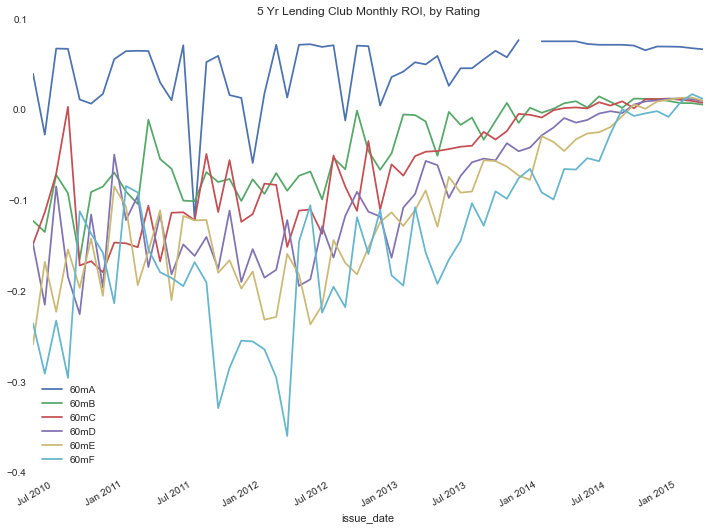 5 Yr Lending Club Monthly ROI, by Rating
0.1
0.0
−0.1
−0.2
−0.3
−0.4
60mA
60mB
60mC
60mD
60mE
60mF
Jul 2010
Jan 2011
Jul 2011
Jan 2012
Jul 2012
Jan 2013
Jul 2013
Jan 2014
Jul 2014
Jan 2015
issue_date